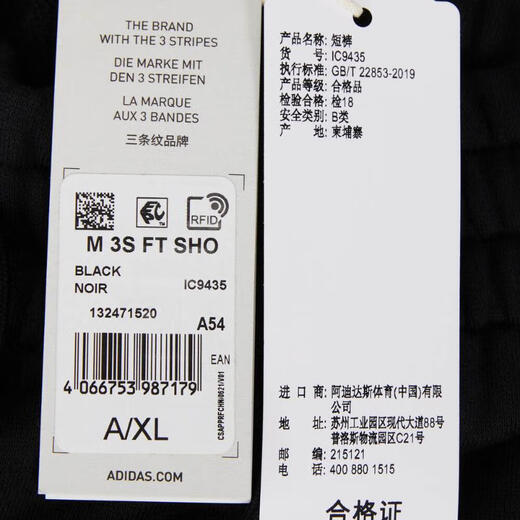 THE BRAND
WITH THE 3 STRIPES
DIE MARKE MIT
DEN 3 STREIFEN
LA MARQUE
AUX 3 BANDES
三条纹品牌
RFID
M 3S FT SHO
BLACK
NOIR IC9435
132471520
A54
EAN
4 066753 987179
CSAPPRFCHN/0621/V01
A/XL
ADIDAS.COM
产品名称: 短裤
货 号: IC9435
执行标准: GB/T 22853-2019
产品等级: 合格品
检验合格: 检18
安全类别: B类
产 地: 柬埔寨
进 口 商: 阿迪达斯体育(中国)有限
公司
地 址: 苏州工业园区现代大道88号
普洛斯物流园区C21号
邮 编: 215121
电 话: 400 880 1515
合格证